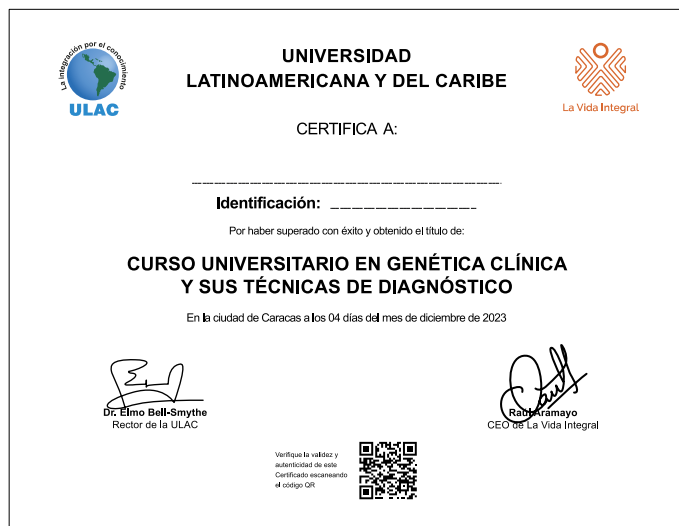 La integración por el conocimiento
ULAC
UNIVERSIDAD
LATINOAMERICANA Y DEL CARIBE
La Vida Integral
CERTIFICA A:
Identificación:
Por haber superado con éxito y obtenido el título de:
CURSO UNIVERSITARIO EN GENÉTICA CLÍNICA
Y SUS TÉCNICAS DE DIAGNÓSTICO
En la ciudad de Caracas a los 04 días del mes de diciembre de 2023
Dr. Elmo Bell-Smythe
Rector de la ULAC
Raúl Aramayo
CEO de La Vida Integral
Verifique la validez y
autenticidad de este
Certificado escaneando
el código QR